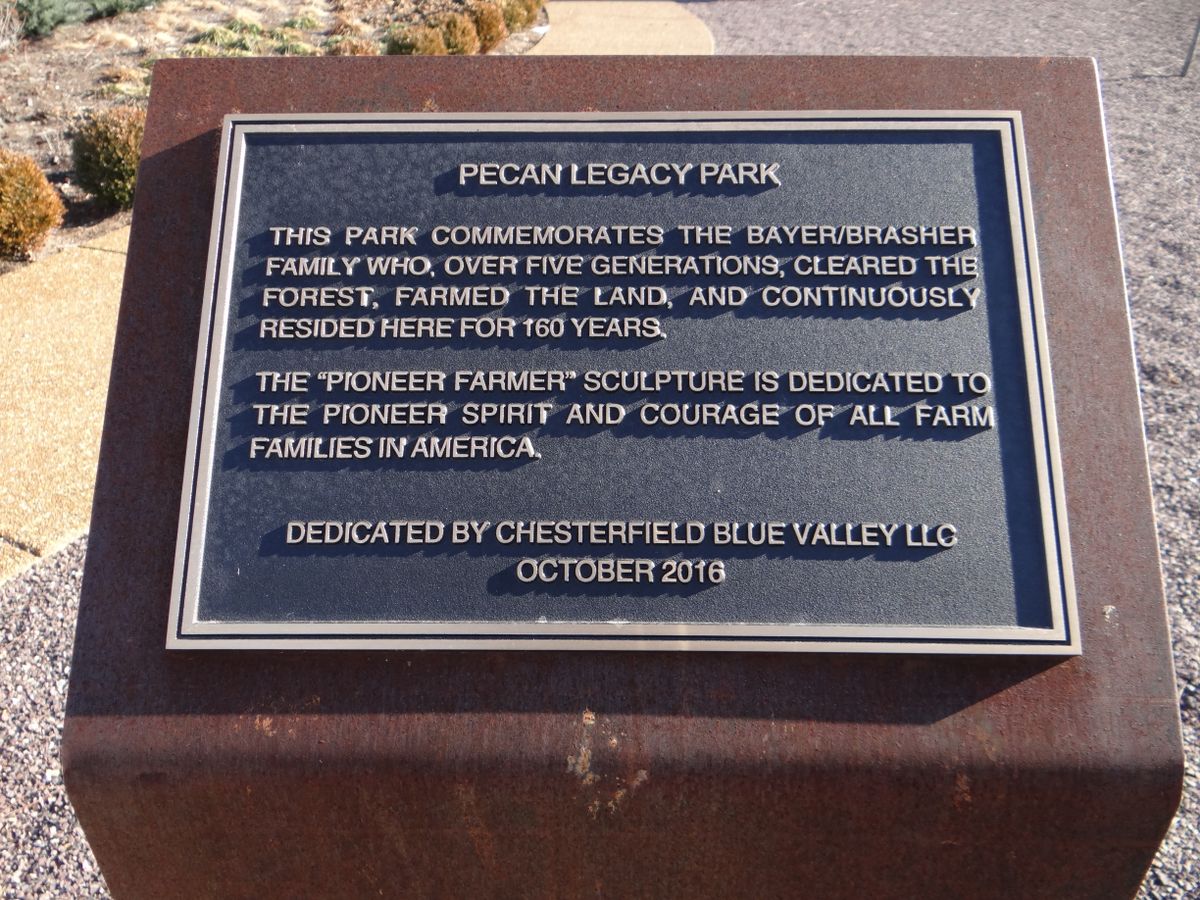 PECAN LEGACY PARK
THIS PARK COMMEMORATES THE BAYER/BRASHER
FAMILY WHO, OVER FIVE GENERATIONS, CLEARED THE
FOREST, FARMED THE LAND, AND CONTINUOUSLY
RESIDED HERE FOR 160 YEARS.
THE “PIONEER FARMER” SCULPTURE IS DEDICATED TO
THE PIONEER SPIRIT AND COURAGE OF ALL FARM
FAMILIES IN AMERICA.
DEDICATED BY CHESTERFIELD BLUE VALLEY LLC
OCTOBER 2016